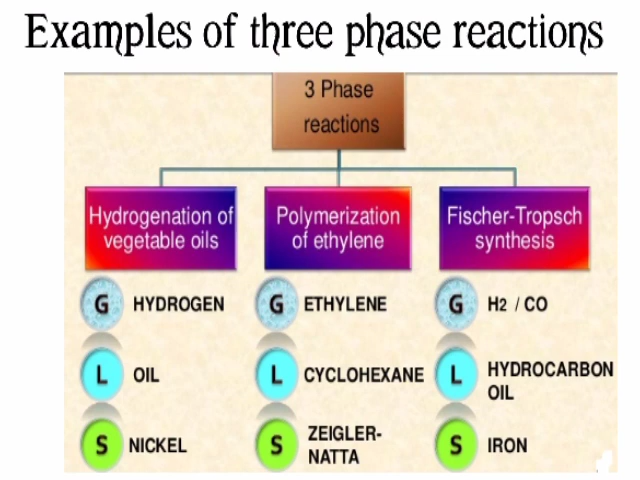 Examples of three phase reactions
3 Phase
reactions
Hydrogenation of
vegetable oils
Polymerization
of ethylene
Fischer-Tropsch
synthesis
G HYDROGEN
G ETHYLENE
G H2 / CO
L OIL
L CYCLOHEXANE
L HYDROCARBON
OIL
S NICKEL
S ZEIGLER-
NATTA
S IRON